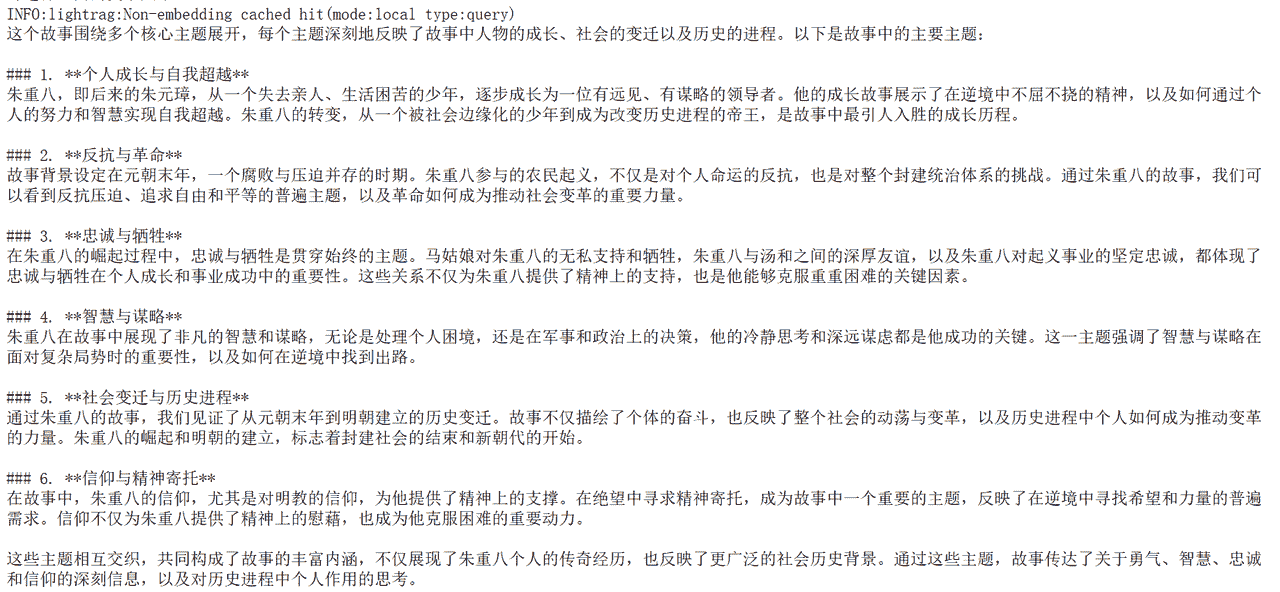 INFO:lightrag:Non-embedding cached hit(mode:local type:query)
这个故事围绕多个核心主题展开，每个主题深刻地反映了故事中人物的成长、社会的变迁以及历史的进程。以下是故事中的主要主题：
### 1. **个人成长与自我超越**
朱重八，即后来的朱元璋，从一个失去亲人、生活困苦的少年，逐步成长为一位有远见、有谋略的领导者。他的成长故事展示了在逆境中不屈不挠的精神，以及如何通过个
人的努力和智慧实现自我超越。朱重八的转变，从一个被社会边缘化的少年到成为改变历史进程的帝王，是故事中最引人入胜的成长历程。
### 2. **反抗与革命**
故事背景设定在元朝末年，一个腐败与压迫并存的时期。朱重八参与的农民起义，不仅是对个人命运的反抗，也是对整个封建统治体系的挑战。通过朱重八的故事，我们可
以看到反抗压迫、追求自由和平等的普遍主题，以及革命如何成为推动社会变革的重要力量。
### 3. **忠诚与牺牲**
在朱重八的崛起过程中，忠诚与牺牲是贯穿始终的主题。马姑娘对朱重八的无私支持和牺牲，朱重八与汤和之间的深厚友谊，以及朱重八对起义事业的坚定忠诚，都体现了
忠诚与牺牲在个人成长和事业成功中的重要性。这些关系不仅为朱重八提供了精神上的支持，也是他能够克服重重困难的关键因素。
### 4. **智慧与谋略**
朱重八在故事中展现了非凡的智慧和谋略，无论是处理个人困境，还是在军事和政治上的决策，他的冷静思考和深远谋虑都是他成功的关键。这一主题强调了智慧与谋略在
面对复杂局势时的重要性，以及如何在逆境中找到出路。
### 5. **社会变迁与历史进程**
通过朱重八的故事，我们见证了从元朝末年到明朝建立的历史变迁。故事不仅描绘了个体的奋斗，也反映了整个社会的动荡与变革，以及历史进程中个人如何成为推动变革
的力量。朱重八的崛起和明朝的建立，标志着封建社会的结束和新朝代的开始。
### 6. **信仰与精神寄托**
在故事中，朱重八的信仰，尤其是对明教的信仰，为他提供了精神上的支撑。在绝望中寻求精神寄托，成为故事中一个重要的主题，反映了在逆境中寻找希望和力量的普遍
需求。信仰不仅为朱重八提供了精神上的慰藉，也成为他克服困难的重要动力。
这些主题相互交织，共同构成了故事的丰富内涵，不仅展现了朱重八个人的传奇经历，也反映了更广泛的社会历史背景。通过这些主题，故事传达了关于勇气、智慧、忠诚
和信仰的深刻信息，以及对历史进程中个人作用的思考。